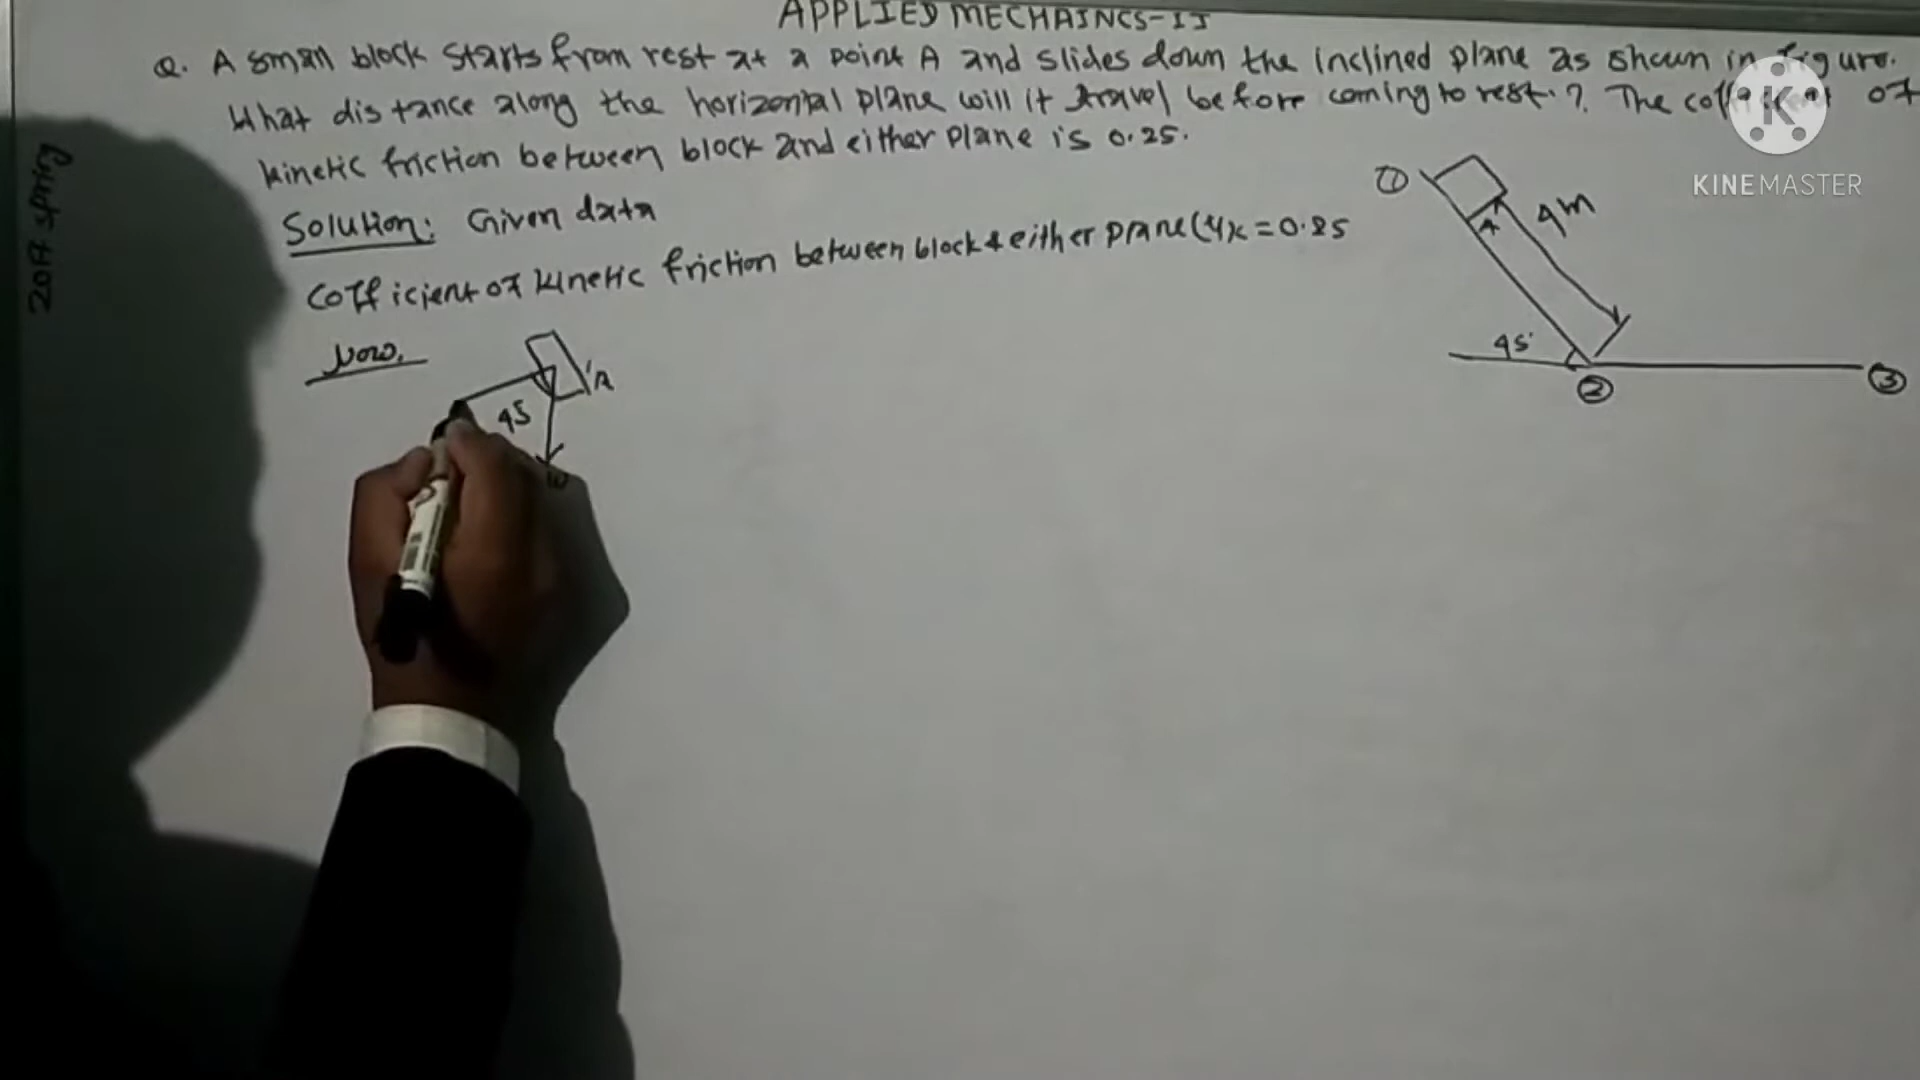 APPLIED MECHAINCS-II
Q. A small block starts from rest at a point A and slides down the inclined plane as shown in figure.
What distance along the horizontal plane will it travel before coming to rest.? The of
kinetic friction between block and either plane is 0.25.
2017 spring
KINEMASTER
Solution: Given data
Cofficient of kinetic friction between block & either plane (μk = 0.25
Now,
1
A
4m
45°
2
3
A
45
W